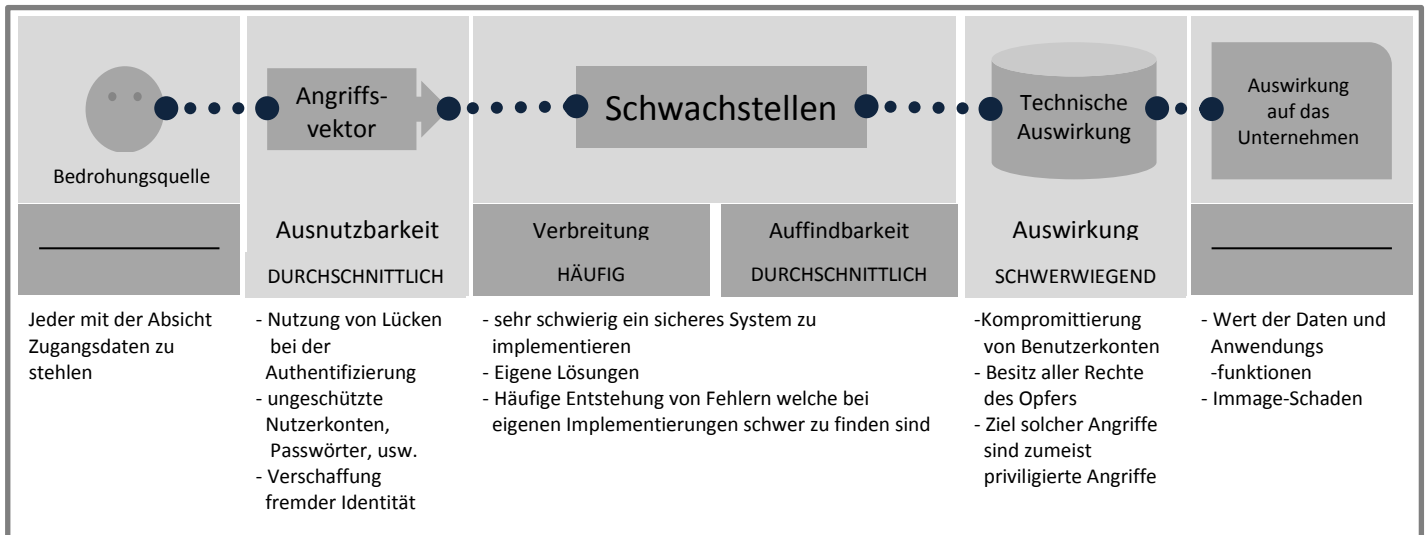 Bedrohungsquelle
Angriffs-
vektor
Schwachstellen
Technische
Auswirkung
Auswirkung
auf das
Unternehmen
Ausnutzbarkeit
DURCHSCHNITTLICH
Verbreitung
HÄUFIG
Auffindbarkeit
DURCHSCHNITTLICH
Auswirkung
SCHWERWIEGEND
Jeder mit der Absicht
Zugangsdaten zu
stehlen
- Nutzung von Lücken
bei der
Authentifizierung
- ungeschützte
Nutzerkonten,
Passwörter, usw.
- Verschaffung
fremder Identität
- sehr schwierig ein sicheres System zu
implementieren
- Eigene Lösungen
- Häufige Entstehung von Fehlern welche bei
eigenen Implementierungen schwer zu finden sind
-Kompromittierung
von Benutzerkonten
- Besitz aller Rechte
des Opfers
- Ziel solcher Angriffe
sind zumeist
priviligierte Angriffe
- Wert der Daten und
Anwendungs
-funktionen
- Immage-Schaden